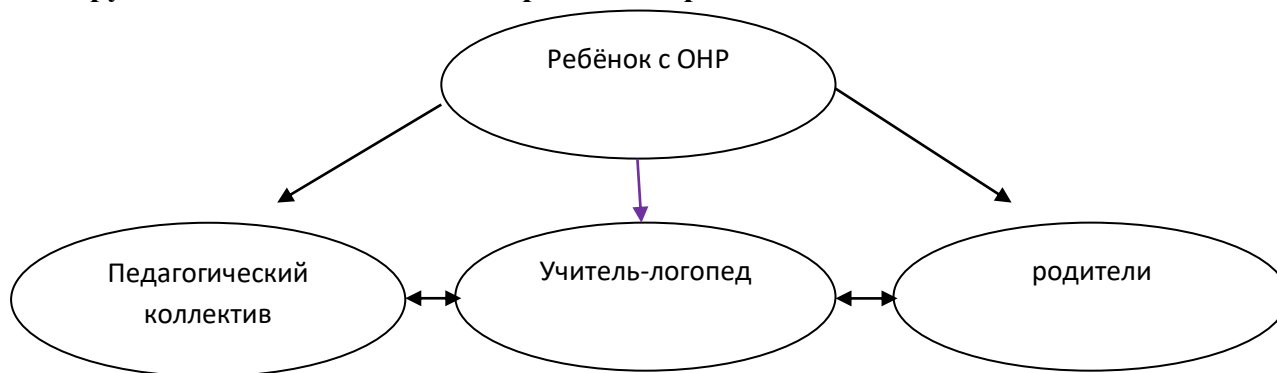 Ребёнок с ОНР
Педагогический
коллектив
Учитель-логопед
родители